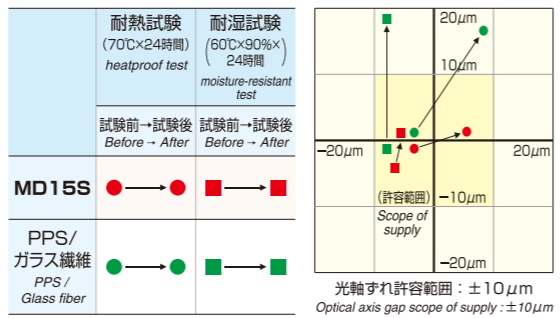 耐熱試験
(70℃×24時間)
heatproof test
耐湿試験
(60℃×90%×
24時間)
moisture-resistant
test
試験前→試験後
Before → After
試験前→試験後
Before → After
MD15S
PPS/
ガラス繊維
PPS /
Glass fiber
20μm
10μm
−20μm
20μm
(許容範囲)
Scope of
supply
−10μm
−20μm
光軸ずれ許容範囲：±10μm
Optical axis gap scope of supply : ±10μm